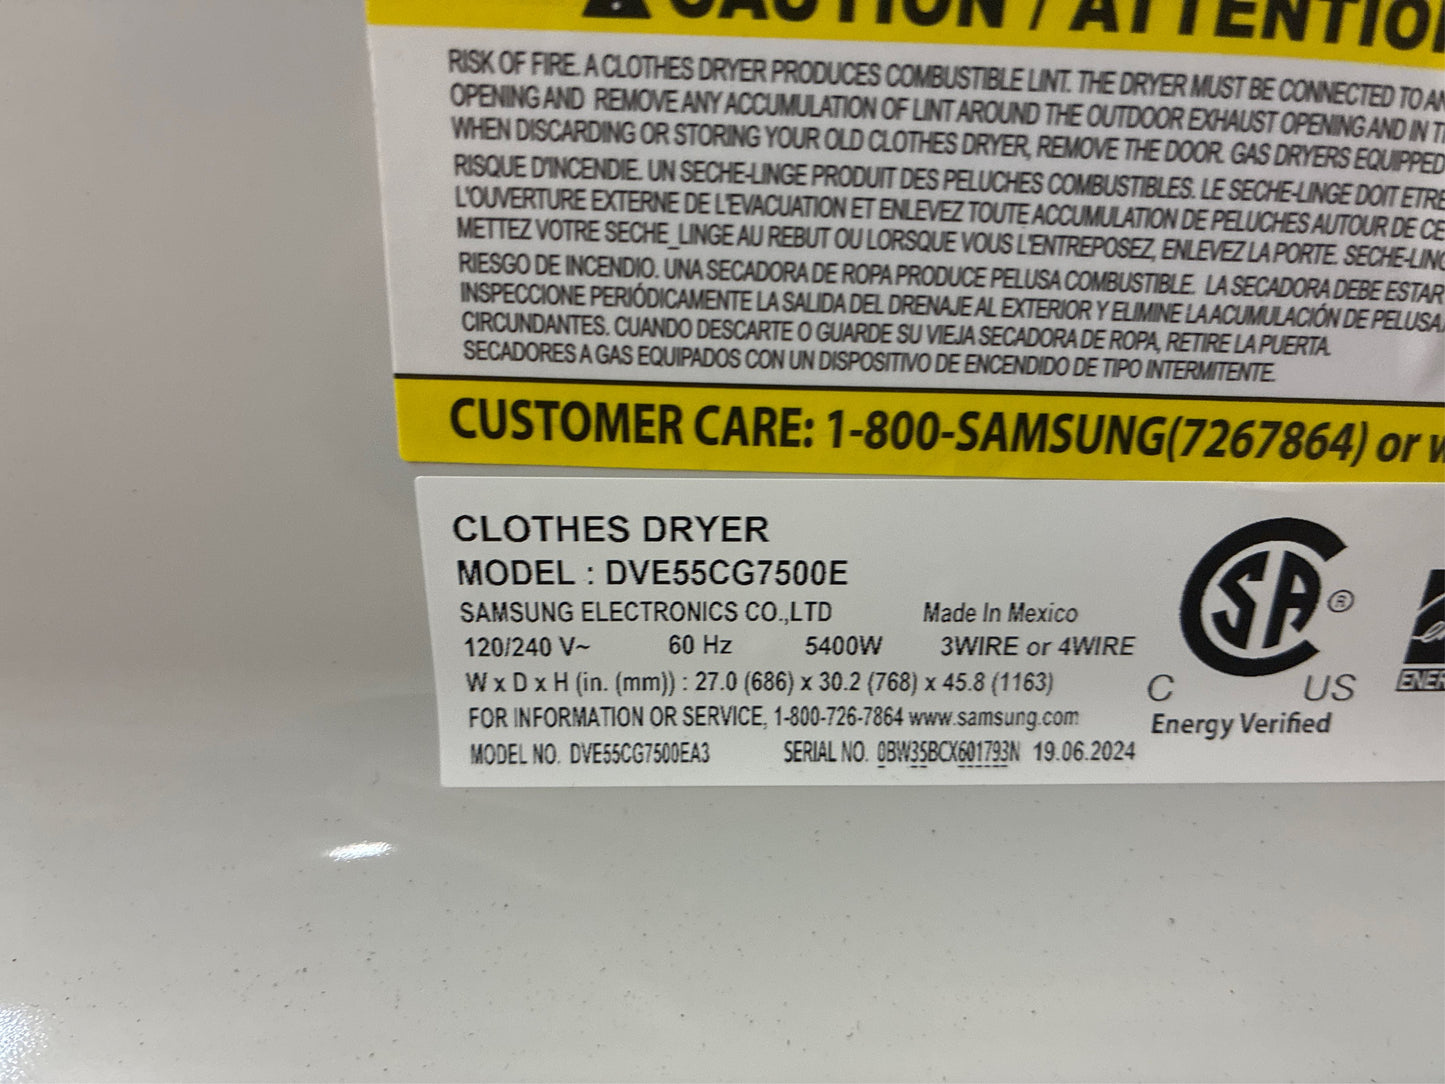 CAUTION / ATTENTION
RISK OF FIRE. A CLOTHES DRYER PRODUCES COMBUSTIBLE LINT. THE DRYER MUST BE CONNECTED TO AN
OPENING AND REMOVE ANY ACCUMULATION OF LINT AROUND THE OUTDOOR EXHAUST OPENING AND IN
WHEN DISCARDING OR STORING YOUR OLD CLOTHES DRYER, REMOVE THE DOOR. GAS DRYERS EQUIPPED
RISQUE D'INCENDIE. UN SECHE-LINGE PRODUIT DES PELUCHES COMBUSTIBLES. LE SECHE-LINGE DOIT ETRE
L'OUVERTURE EXTERNE DE L'EVACUATION ET ENLEVEZ TOUTE ACCUMULATION DE PELUCHES AUTOUR DE CE
METTEZ VOTRE SECHE_LINGE AU REBUT OU LORSQUE VOUS L'ENTREPOSEZ, ENLEVEZ LA PORTE. SECHE-LING
RIESGO DE INCENDIO. UNA SECADORA DE ROPA PRODUCE PELUSA COMBUSTIBLE. LA SECADORA DEBE ESTAR
INSPECCIONE PERIÓDICAMENTE LA SALIDA DEL DRENAJE AL EXTERIOR Y ELIMINE LA ACUMULACIÓN DE PELUSA
CIRCUNDANTES. CUANDO DESCARTE O GUARDE SU VIEJA SECADORA DE ROPA, RETIRE LA PUERTA.
SECADORES A GAS EQUIPADOS CON UN DISPOSITIVO DE ENCENDIDO DE TIPO INTERMITENTE.
CUSTOMER CARE: 1-800-SAMSUNG(7267864) or
CLOTHES DRYER
MODEL : DVE55CG7500E
SAMSUNG ELECTRONICS CO.,LTD Made In Mexico
120/240 V~ 60 Hz 5400W 3WIRE or 4WIRE
W x D x H (in. (mm)) : 27.0 (686) x 30.2 (768) x 45.8 (1163)
FOR INFORMATION OR SERVICE, 1-800-726-7864 www.samsung.com
MODEL NO. DVE55CG7500EA3 SERIAL NO. 0BW35BCX601793N 19.06.2024
SA ®
C US
Energy Verified
ENER